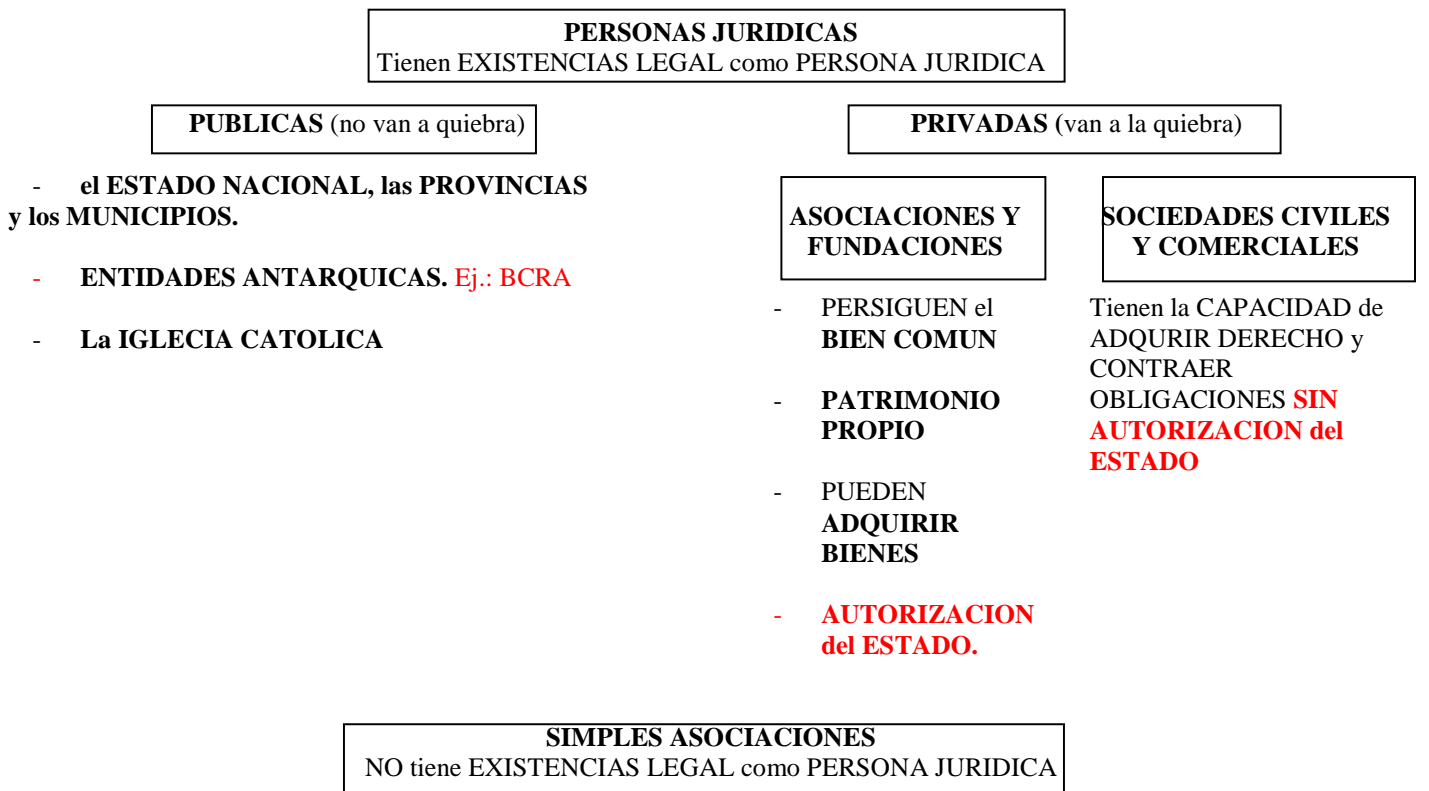 PERSONAS JURIDICAS
Tienen EXISTENCIAS LEGAL como PERSONA JURIDICA
PUBLICAS (no van a quiebra)
- el ESTADO NACIONAL, las PROVINCIAS
y los MUNICIPIOS.
- ENTIDADES ANTARQUICAS. Ej.: BCRA
- La IGLECIA CATOLICA
PRIVADAS (van a la quiebra)
ASOCIACIONES Y
FUNDACIONES
- PERSIGUEN el
BIEN COMUN
- PATRIMONIO
PROPIO
- PUEDEN
ADQUIRIR
BIENES
- AUTORIZACION
del ESTADO.
SOCIEDADES CIVILES
Y COMERCIALES
Tienen la CAPACIDAD de
ADQURIR DERECHO y
CONTRAER
OBLIGACIONES SIN
AUTORIZACION del
ESTADO
SIMPLES ASOCIACIONES
NO tiene EXISTENCIAS LEGAL como PERSONA JURIDICA